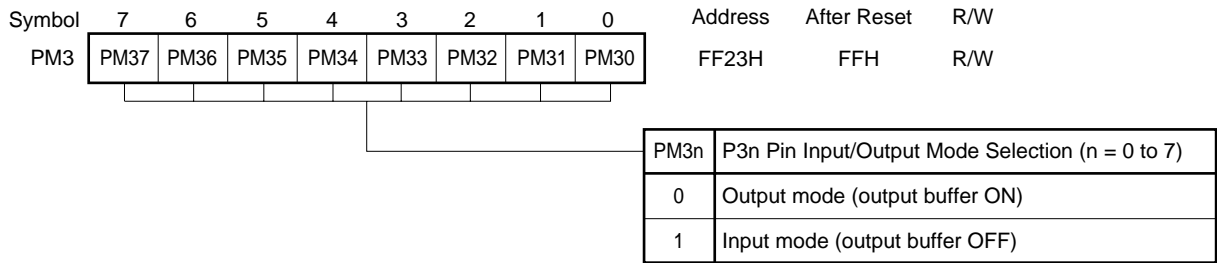 Symbol 7 6 5 4 3 2 1 0 Address After Reset R/W
PM3 PM37 PM36 PM35 PM34 PM33 PM32 PM31 PM30 FF23H FFH R/W
PM3n P3n Pin Input/Output Mode Selection (n = 0 to 7)
0 Output mode (output buffer ON)
1 Input mode (output buffer OFF)